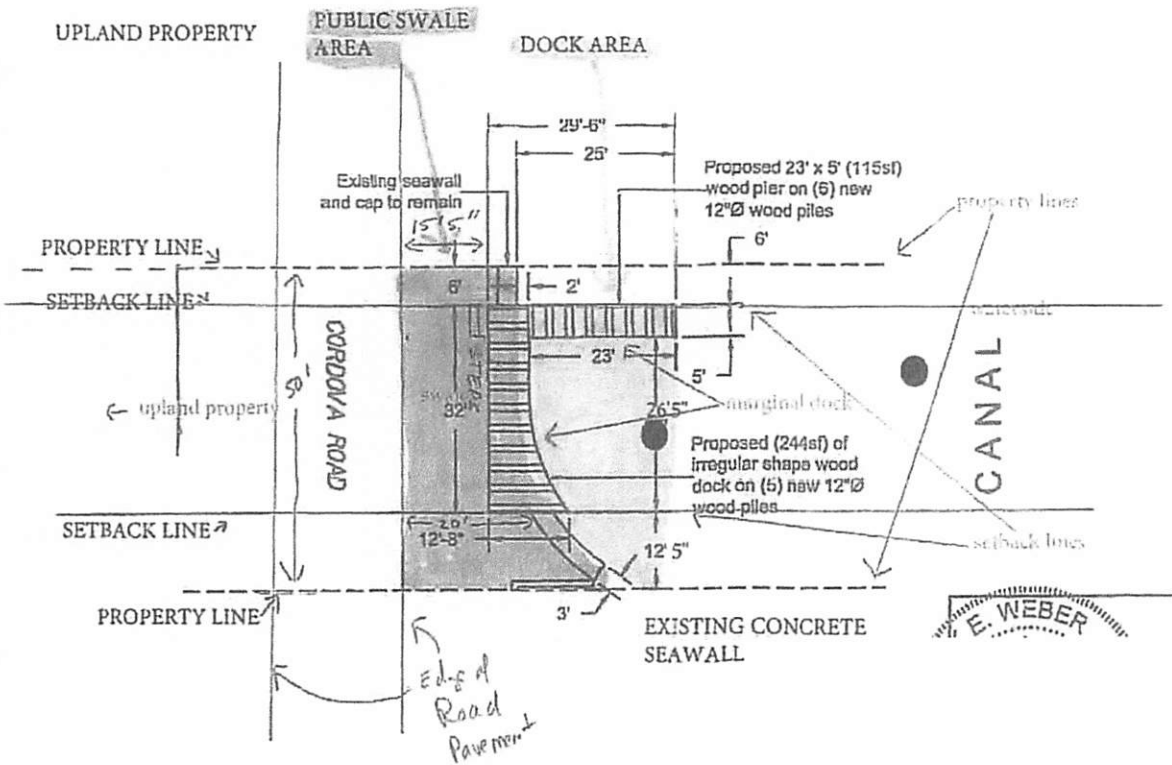 UPLAND PROPERTY
PUBLIC SWALE
AREA
DOCK AREA
29'-6"
25'
Existing seawall
and cap to remain
Proposed 23' x 5' (115sf)
wood pier on (6) new
12"Ø wood piles
property lines
15'5"
6'
PROPERTY LINE
6'
2'
SETBACK LINE
waterside
CORDOVA ROAD
50'
23'
5'
CANAL
← upland property
32'
26'5"
marginal dock
Proposed (244sf) of
irregular shape wood
dock on (5) new 12"Ø
wood piles
SETBACK LINE
20'
12'-8"
12' 5"
setback lines
PROPERTY LINE
3'
EXISTING CONCRETE
SEAWALL
E. WEBER
Edge of
Road
Pavement